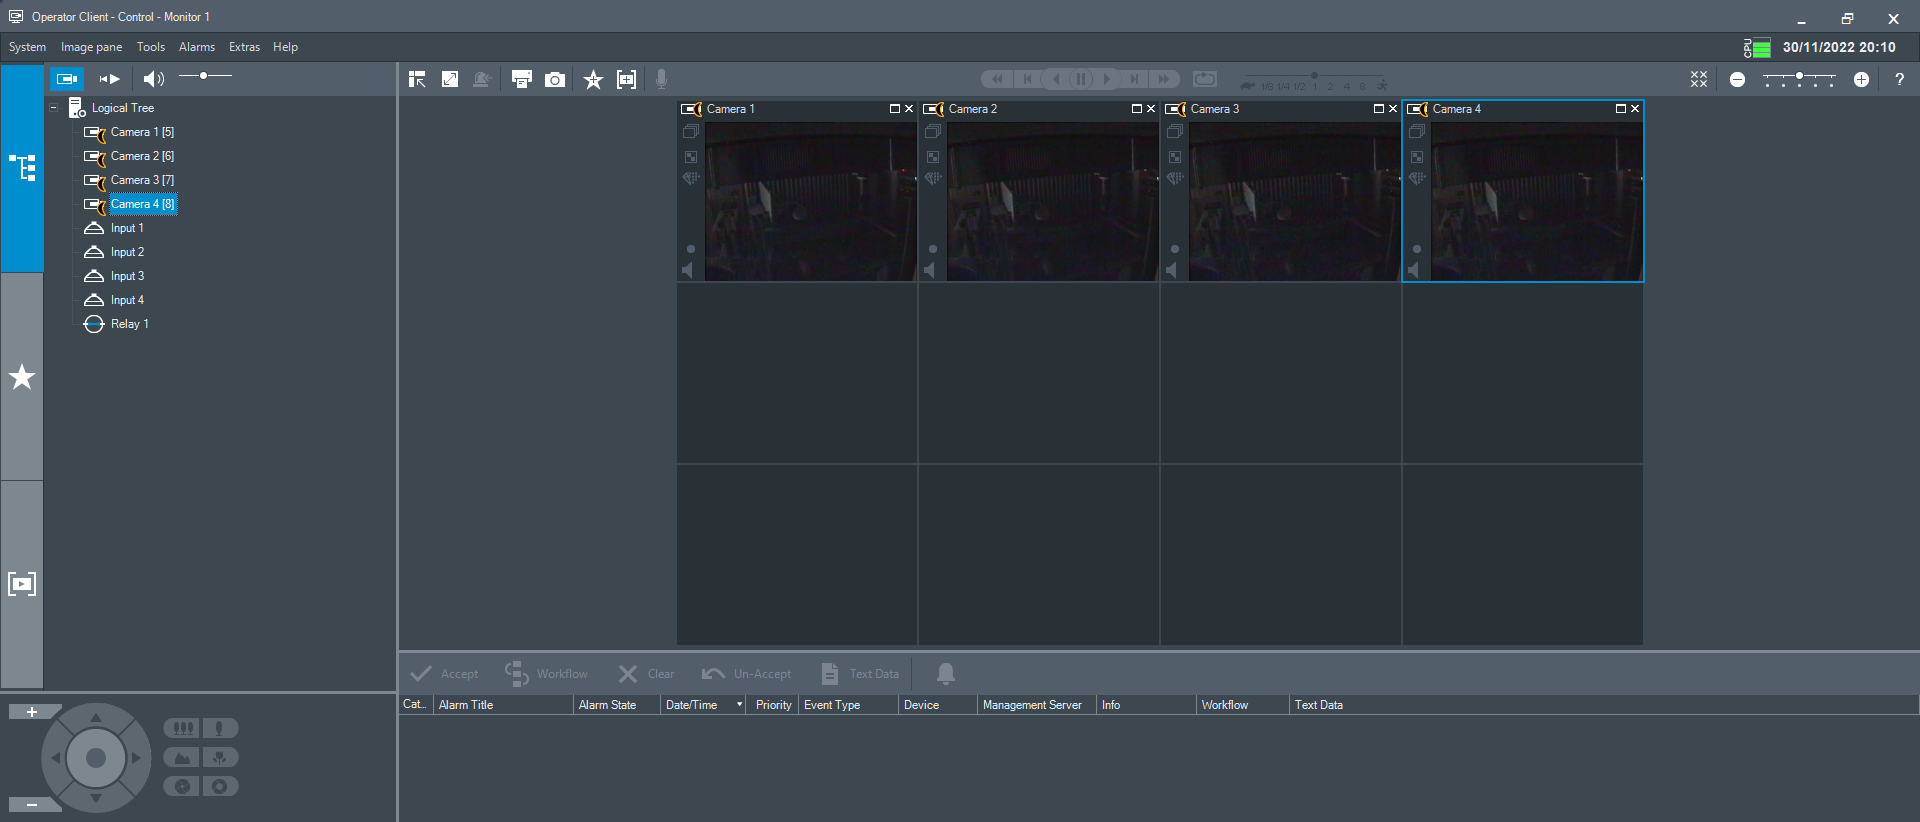 Operator Client - Control - Monitor 1
System Image pane Tools Alarms Extras Help
CPU 30/11/2022 20:10
1/8 1/4 1/2 1 2 4 8
?
Logical Tree
Camera 1 [5]
Camera 2 [6]
Camera 3 [7]
Camera 4 [8]
Input 1
Input 2
Input 3
Input 4
Relay 1
Camera 1 Camera 2 Camera 3 Camera 4
Accept Workflow Clear Un-Accept Text Data
Cat... Alarm Title Alarm State Date/Time Priority Event Type Device Management Server Info Workflow Text Data